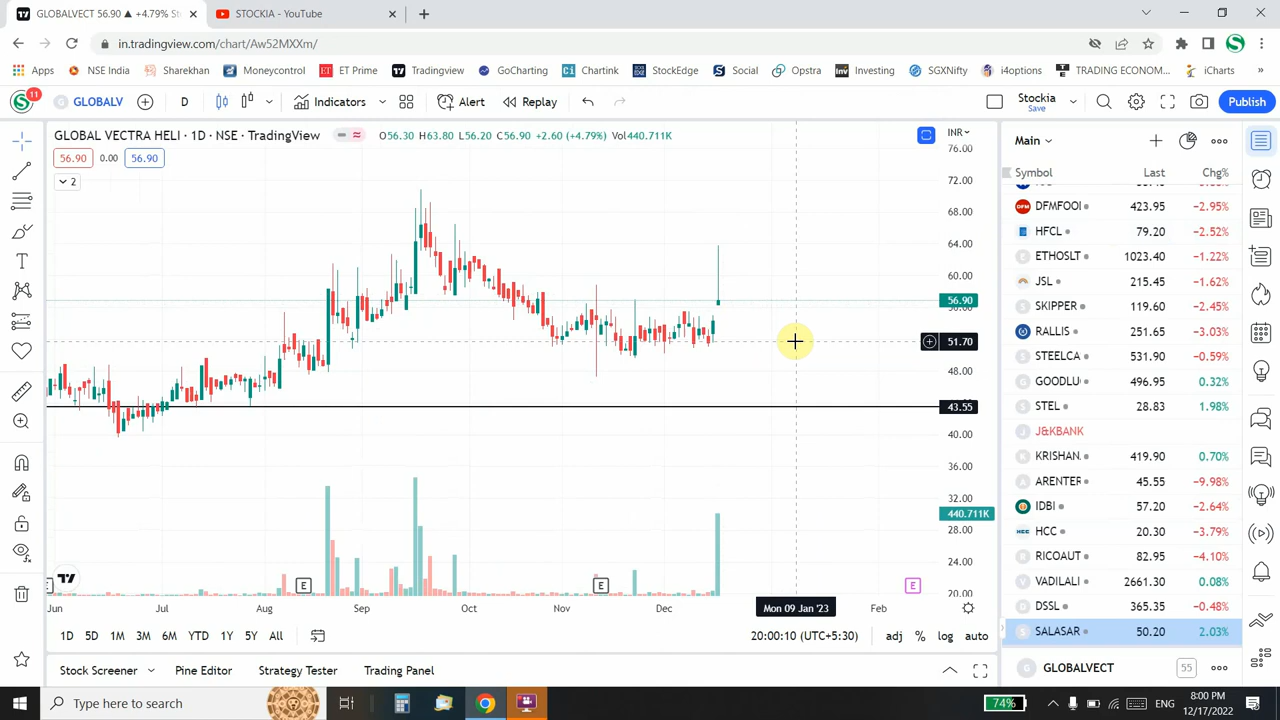 GLOBALVECT 56.90 ▲ +4.79% Stockia
STOCKIA - YouTube
in.tradingview.com/chart/Aw52MXXm/
Apps NSE India Sharekhan Moneycontrol ET Prime Tradingview GoCharting Chartink StockEdge Social Opstra Investing SGXNifty i4options TRADING ECONOM... iCharts »
11
GLOBALV D Indicators Alert Replay Stockia Save Publish
GLOBAL VECTRA HELI · 1D · NSE · TradingView O56.30 H63.80 L56.20 C56.90 +2.60 (+4.79%) Vol440.711K
56.90 0.00 56.90
2
INR
76.00
72.00
68.00
64.00
60.00
56.90
51.70
48.00
43.55
40.00
36.00
32.00
440.711K
28.00
24.00
20.00
E E E
Jun Jul Aug Sep Oct Nov Dec Mon 09 Jan '23 Feb
1D 5D 1M 3M 6M YTD 1Y 5Y All 20:00:10 (UTC+5:30) adj % log auto
Stock Screener Pine Editor Strategy Tester Trading Panel
Main
Symbol Last Chg%
DFMFOO 423.95 −2.95%
HFCL 79.20 −2.52%
ETHOSLT 1023.40 −1.22%
JSL 215.45 −1.62%
SKIPPER 119.60 −2.45%
RALLIS 251.65 −3.03%
STEELCA 531.90 −0.59%
GOODLU 496.95 0.32%
STEL 28.83 1.98%
J&KBANK
KRISHAN 419.90 0.70%
ARENTER 45.55 −9.98%
IDBI 57.20 −2.64%
HCC 20.30 −3.79%
RICOAUT 82.95 −4.10%
VADILALI 2661.30 0.08%
DSSL 365.35 −0.48%
SALASAR 50.20 2.03%
GLOBALVECT 55
Type here to search
74% ENG 8:00 PM
12/17/2022